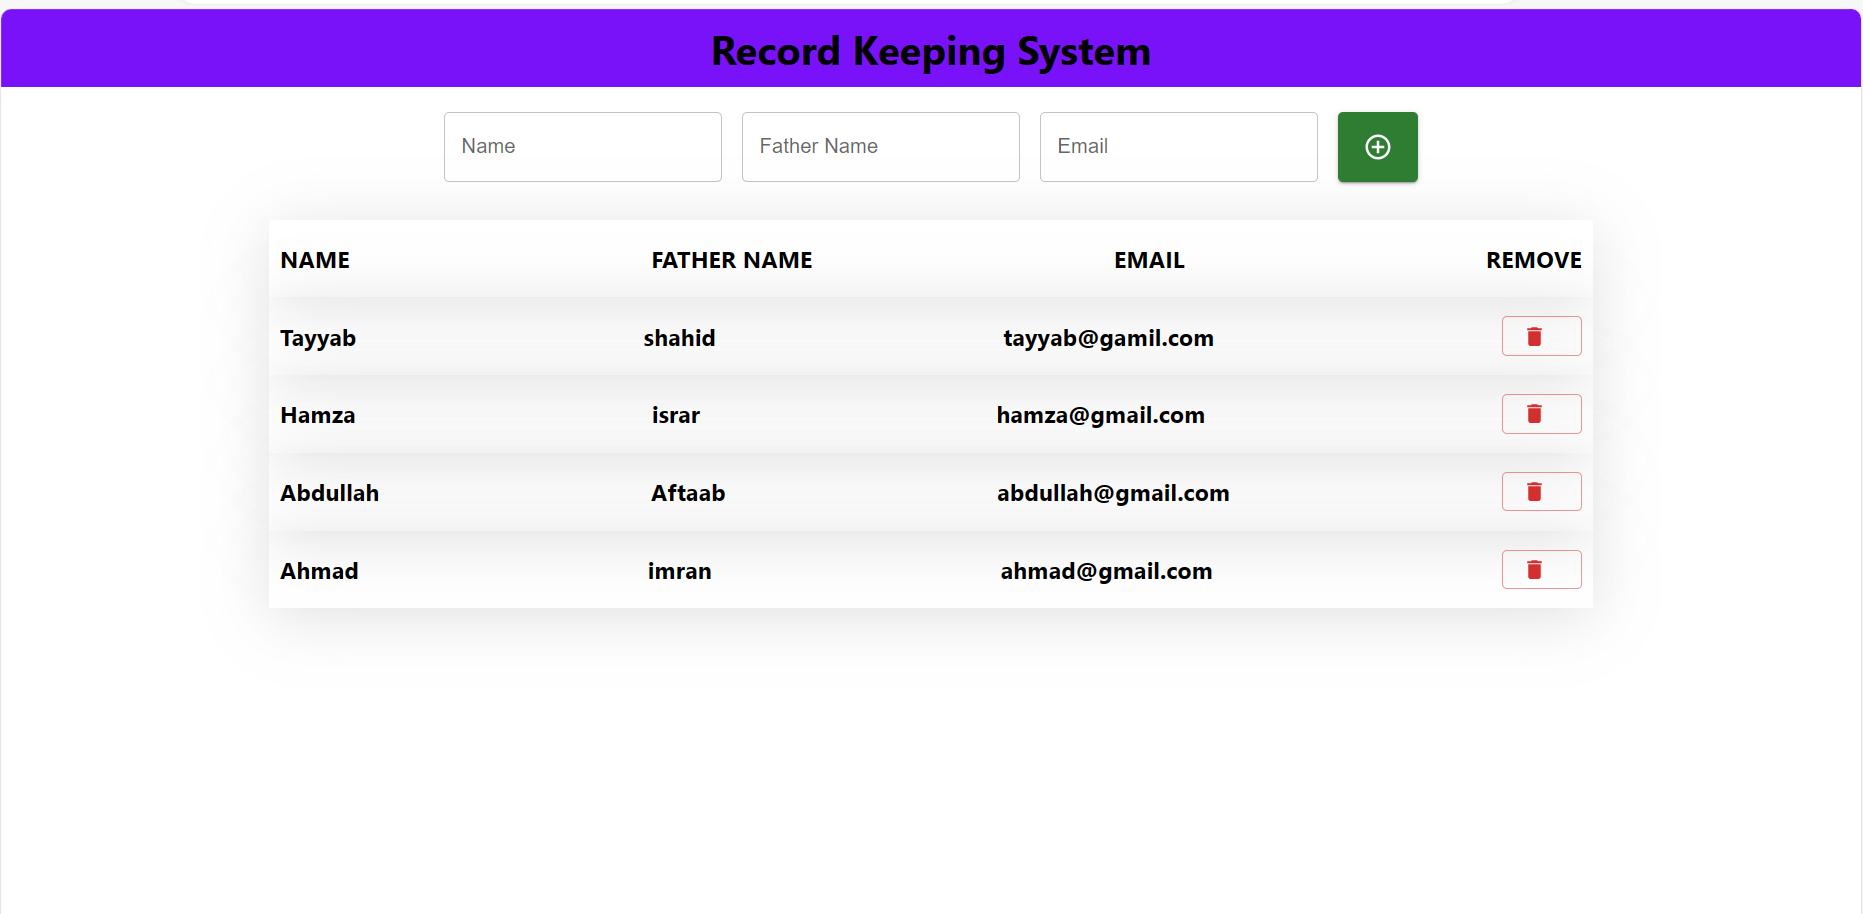 Record Keeping System
Name Father Name Email
NAME FATHER NAME EMAIL REMOVE
Tayyab shahid tayyab@gamil.com
Hamza israr hamza@gmail.com
Abdullah Aftaab abdullah@gmail.com
Ahmad imran ahmad@gmail.com